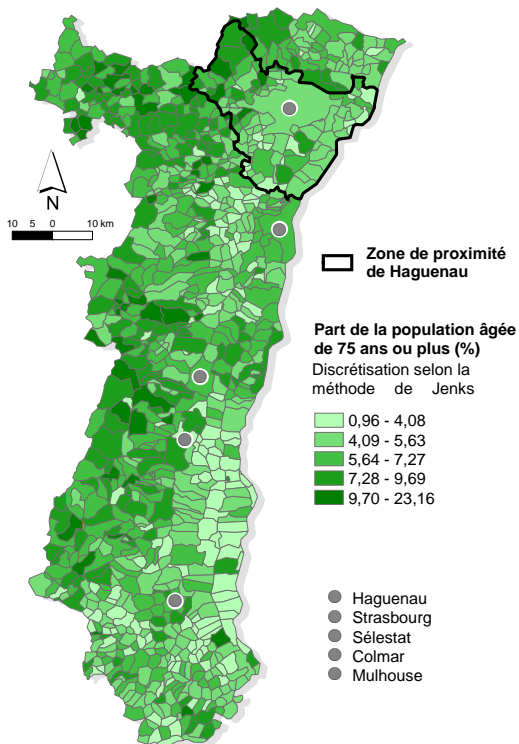 N
10 5 0 10 km
Zone de proximité
de Haguenau
Part de la population âgée
de 75 ans ou plus (%)
Discrétisation selon la
méthode de Jenks
0,96 - 4,08
4,09 - 5,63
5,64 - 7,27
7,28 - 9,69
9,70 - 23,16
Haguenau
Strasbourg
Sélestat
Colmar
Mulhouse